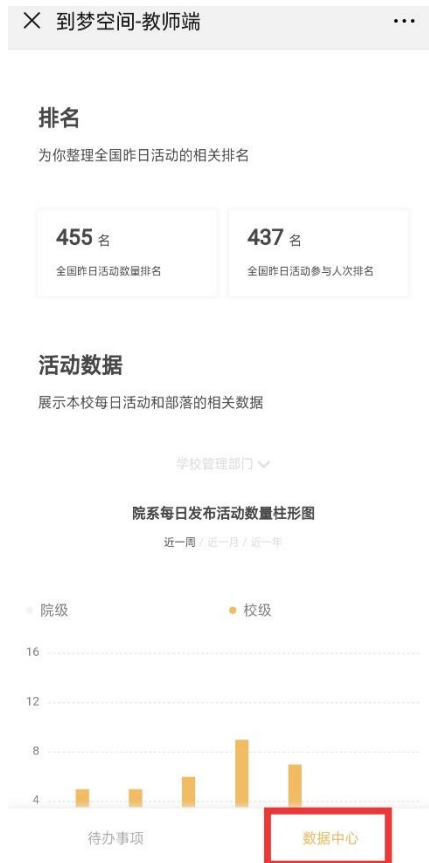 到梦空间-教师端
排名
为你整理全国昨日活动的相关排名
455 名
437 名
全国昨日活动数量排名
全国昨日活动参与人次排名
活动数据
展示本校每日活动和部落的相关数据
学校管理部门
院系每日发布活动数量柱形图
近一周 / 近一月 / 近一年
院级
校级
16
12
8
4
待办事项
数据中心